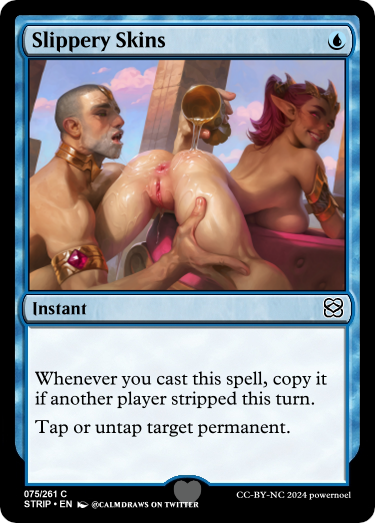 Slippery Skins
Instant
Whenever you cast this spell, copy it
if another player stripped this turn.
Tap or untap target permanent.
075/261 C
STRIP • EN @CALMDRAWS ON TWITTER
CC-BY-NC 2024 powernoel